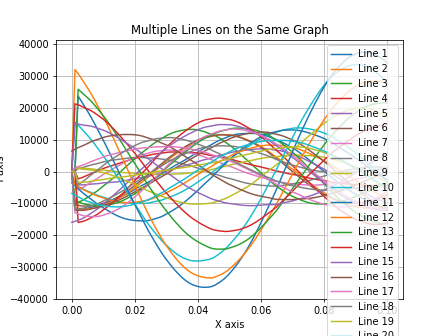 Multiple Lines on the Same Graph
40000
30000
20000
10000
0
−10000
−20000
−30000
−40000
0.00
0.02
0.04
0.06
X axis
axis
Line 1
Line 2
Line 3
Line 4
Line 5
Line 6
Line 7
Line 8
Line 9
Line 10
Line 11
Line 12
Line 13
Line 14
Line 15
Line 16
Line 17
Line 18
Line 19
Line 20